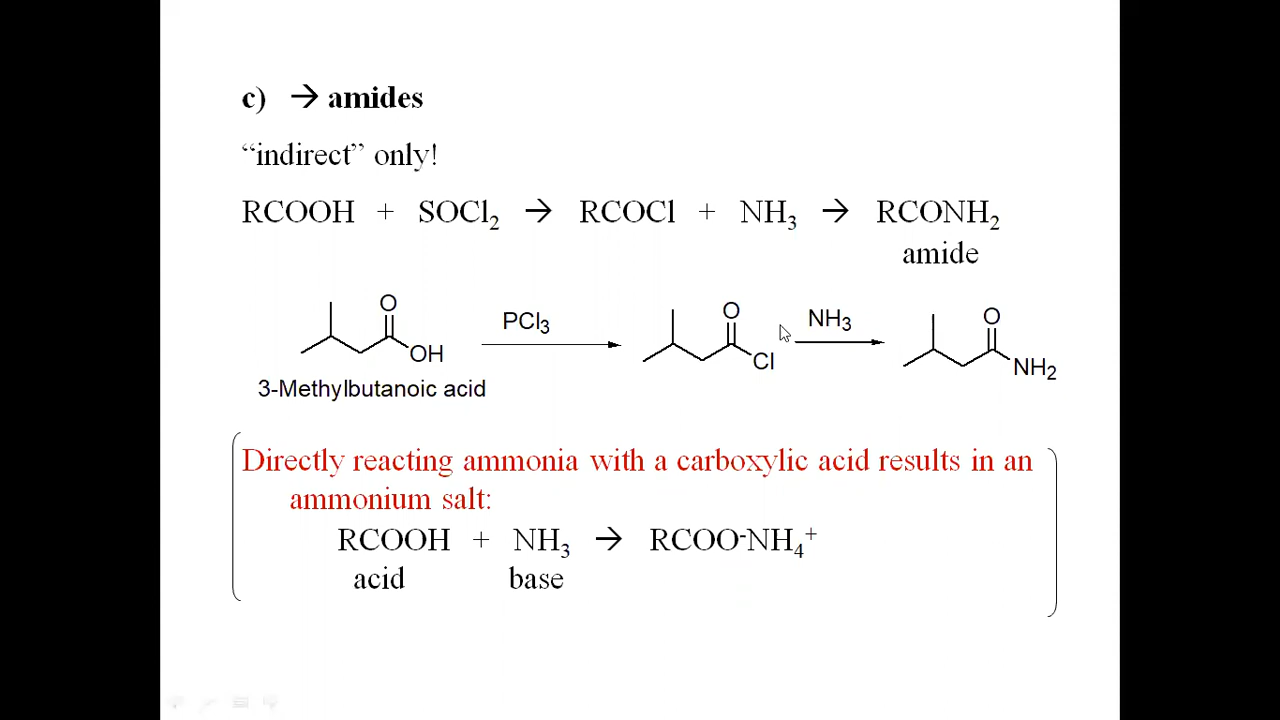 c) → amides
“indirect” only!
RCOOH + SOCl2 → RCOCl + NH3 → RCONH2
amide
O OH PCl3 O Cl NH3 O NH2
3-Methylbutanoic acid
Directly reacting ammonia with a carboxylic acid results in an
ammonium salt:
RCOOH + NH3 → RCOO-NH4+
acid base